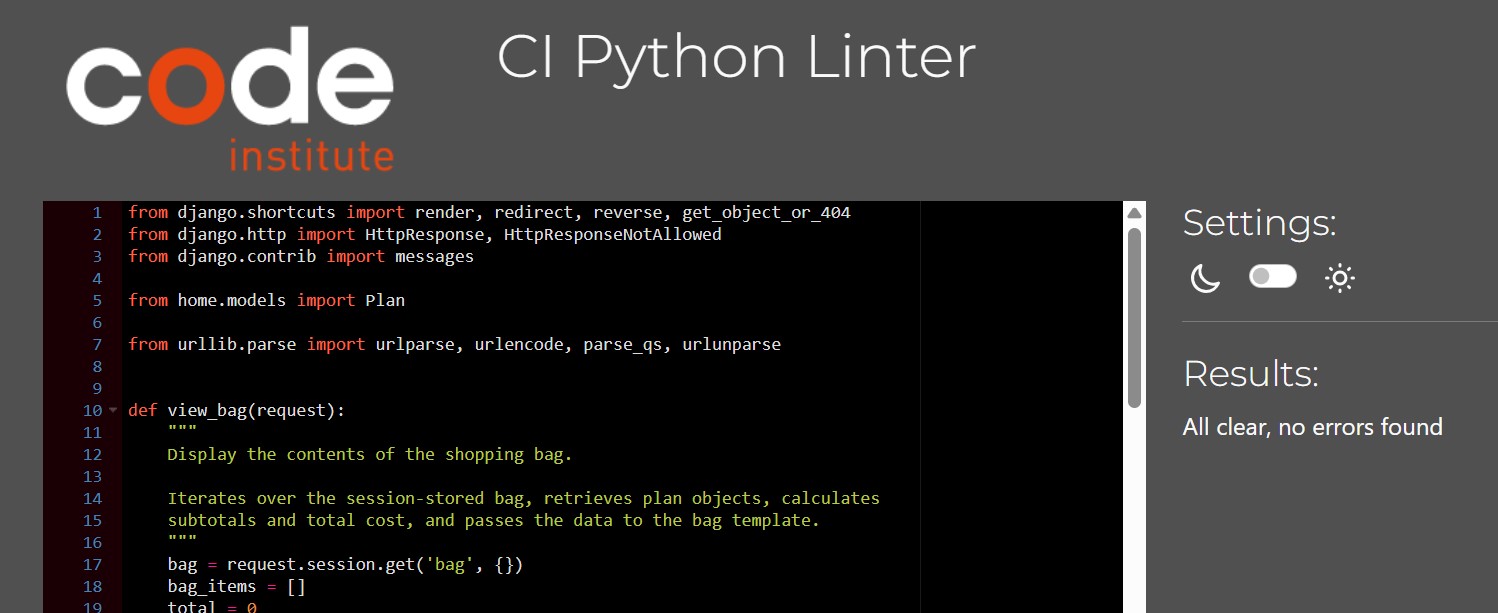 code
institute
CI Python Linter
1 from django.shortcuts import render, redirect, reverse, get_object_or_404
2 from django.http import HttpResponse, HttpResponseNotAllowed
3 from django.contrib import messages
4
5 from home.models import Plan
6
7 from urllib.parse import urlparse, urlencode, parse_qs, urlunparse
8
9
10 def view_bag(request):
11     """
12     Display the contents of the shopping bag.
13
14     Iterates over the session-stored bag, retrieves plan objects, calculates
15     subtotals and total cost, and passes the data to the bag template.
16     """
17     bag = request.session.get('bag', {})
18     bag_items = []
19     total = 0
Settings:
Results:
All clear, no errors found